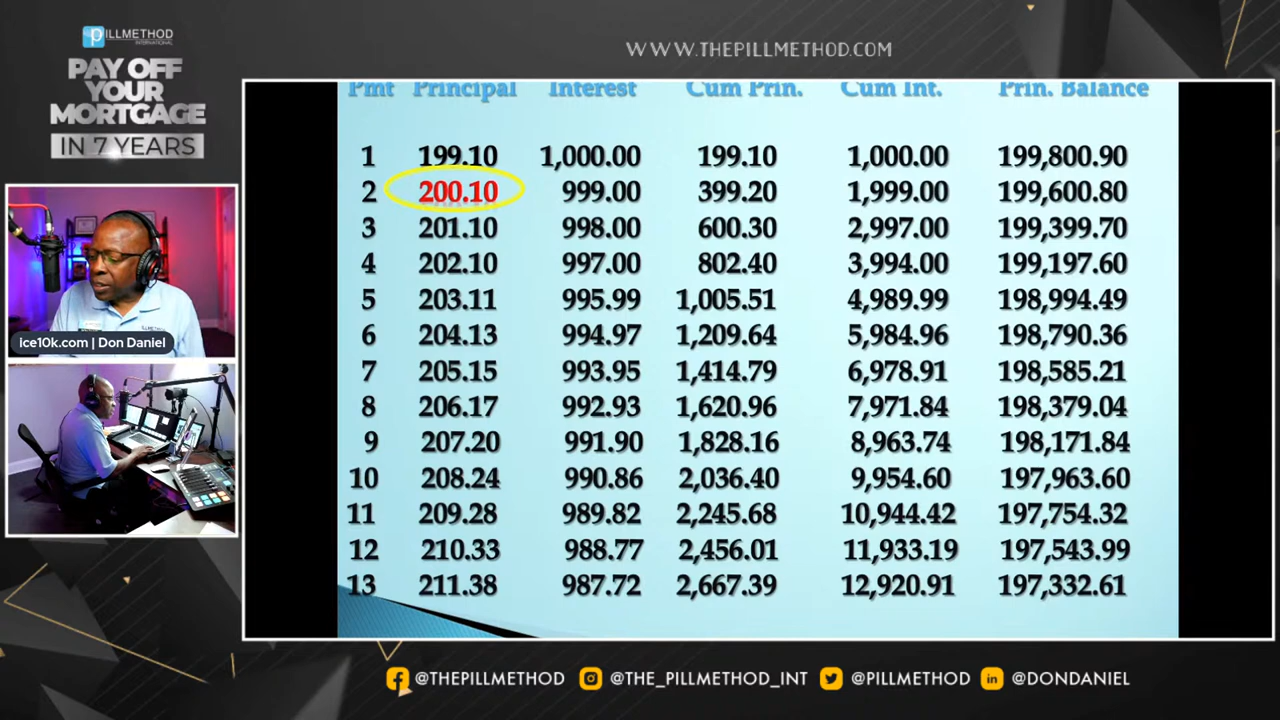 PILLMETHOD
INTERNATIONAL
PAY OFF
YOUR
MORTGAGE
IN 7 YEARS
WWW.THEPILLMETHOD.COM
Pmt Principal Interest Cum Prin. Cum Int. Prin. Balance
1 199.10 1,000.00 199.10 1,000.00 199,800.90
2 200.10 999.00 399.20 1,999.00 199,600.80
3 201.10 998.00 600.30 2,997.00 199,399.70
4 202.10 997.00 802.40 3,994.00 199,197.60
5 203.11 995.99 1,005.51 4,989.99 198,994.49
6 204.13 994.97 1,209.64 5,984.96 198,790.36
7 205.15 993.95 1,414.79 6,978.91 198,585.21
8 206.17 992.93 1,620.96 7,971.84 198,379.04
9 207.20 991.90 1,828.16 8,963.74 198,171.84
10 208.24 990.86 2,036.40 9,954.60 197,963.60
11 209.28 989.82 2,245.68 10,944.42 197,754.32
12 210.33 988.77 2,456.01 11,933.19 197,543.99
13 211.38 987.72 2,667.39 12,920.91 197,332.61
ice10k.com | Don Daniel
@THEPILLMETHOD @THE_PILLMETHOD_INT @PILLMETHOD @DONDANIEL